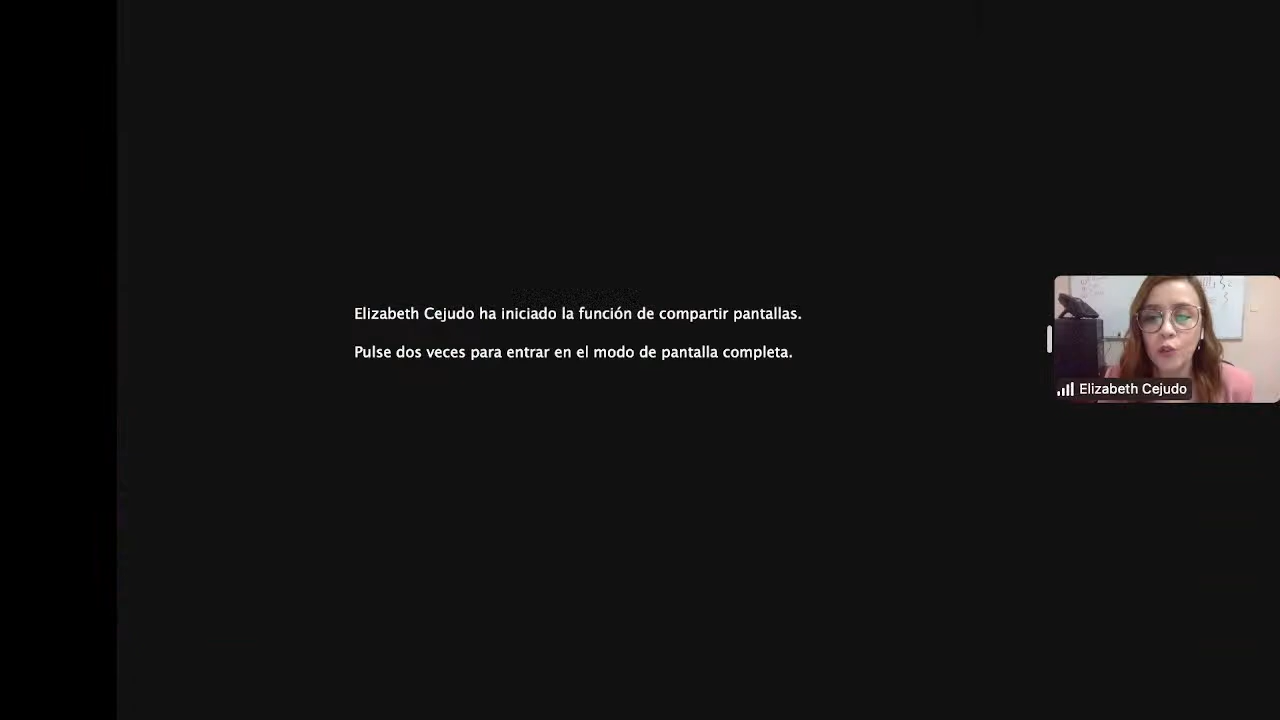 Elizabeth Cejudo ha iniciado la función de compartir pantallas.
Pulse dos veces para entrar en el modo de pantalla completa.
Elizabeth Cejudo